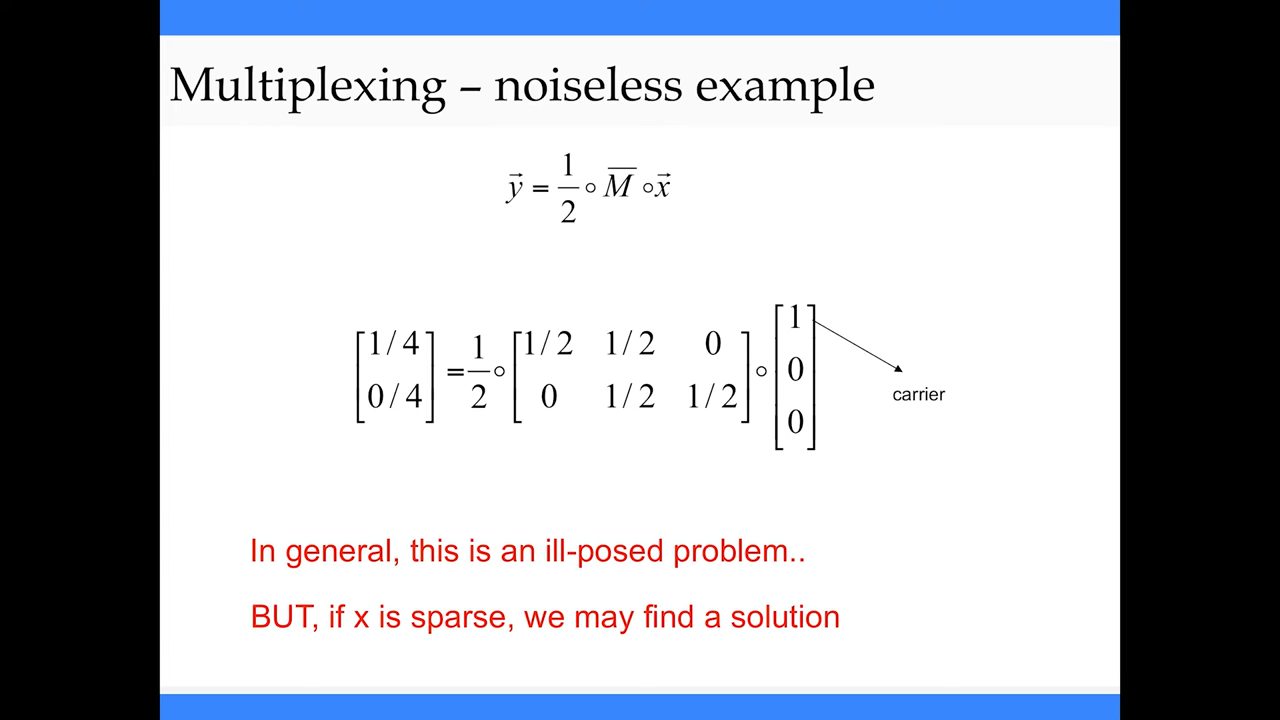 Multiplexing – noiseless example
y⃗ = 1/2 ∘ M̅ ∘ x⃗
[1/4; 0/4] = 1/2 ∘ [1/2 1/2 0; 0 1/2 1/2] ∘ [1; 0; 0]
carrier
In general, this is an ill-posed problem..
BUT, if x is sparse, we may find a solution